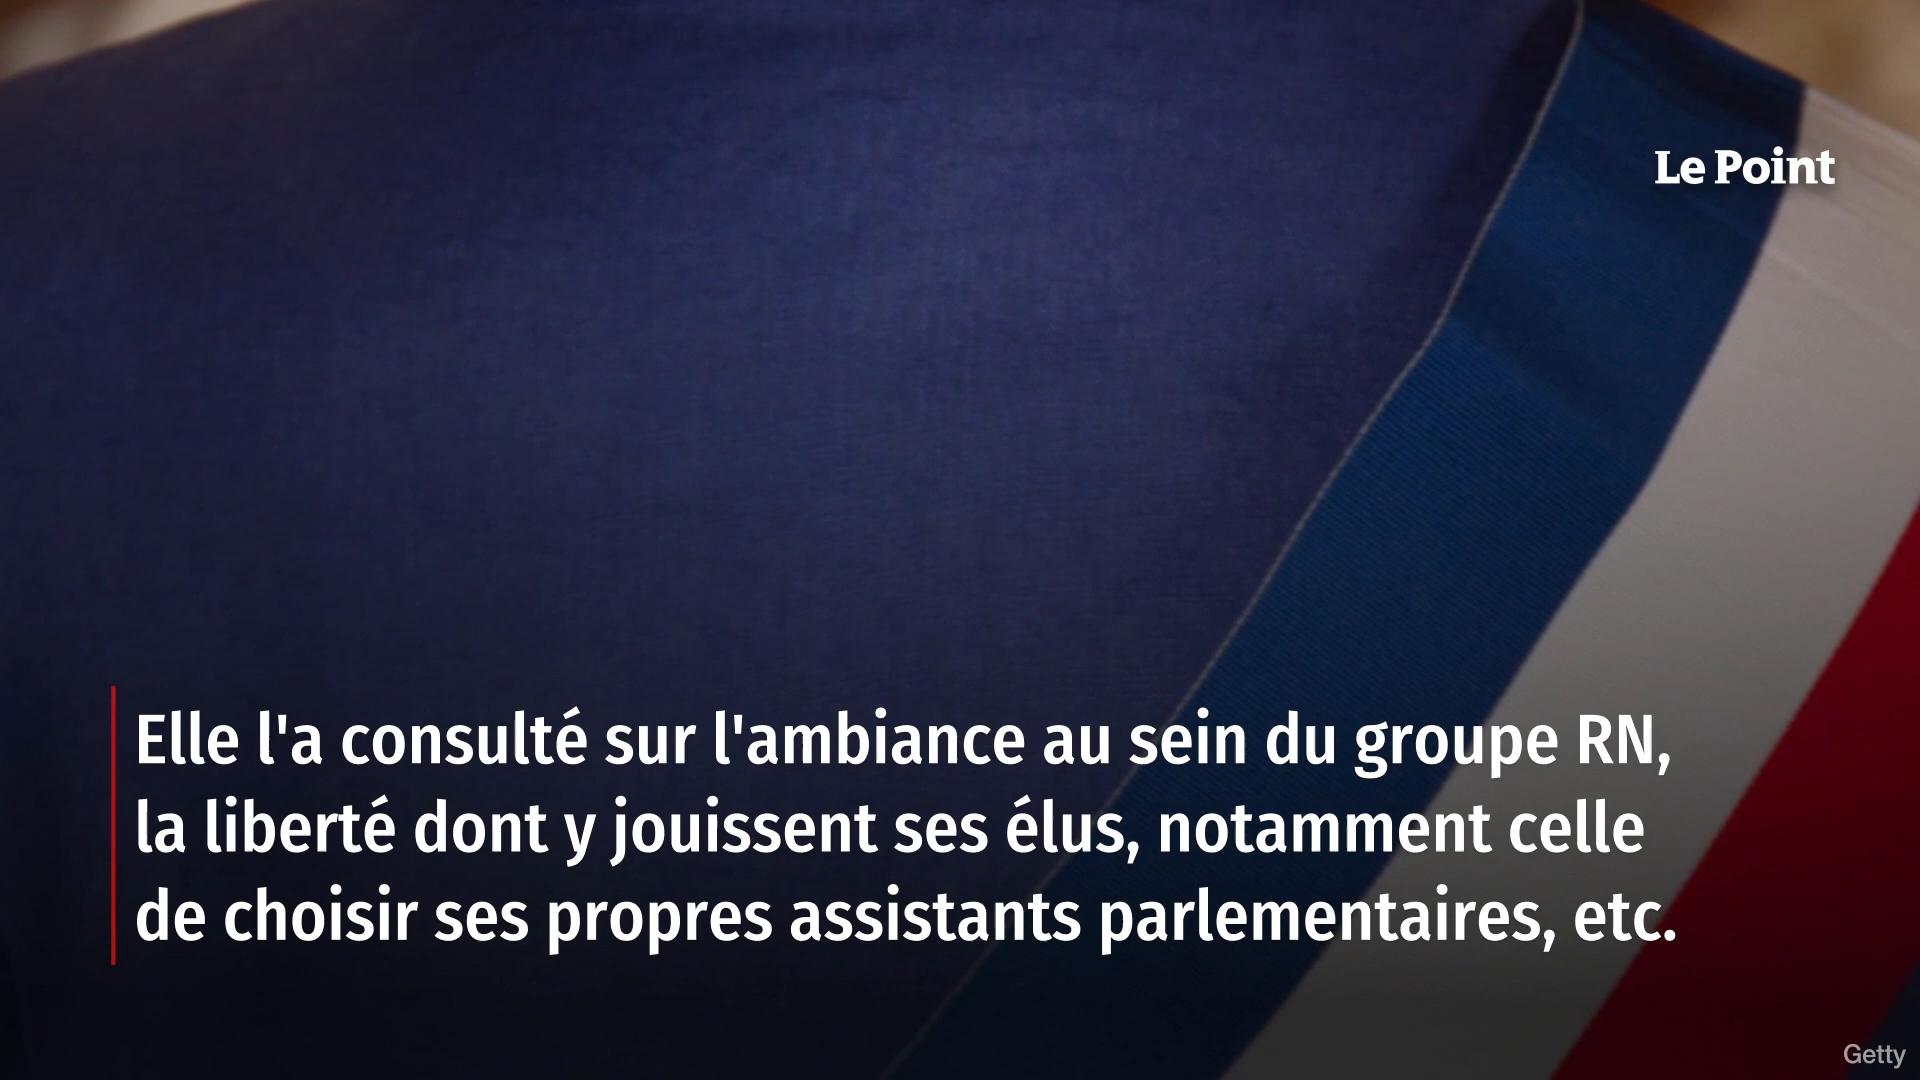 Le Point
Elle l'a consulté sur l'ambiance au sein du groupe RN,
la liberté dont y jouissent ses élus, notamment celle
de choisir ses propres assistants parlementaires, etc.
Getty